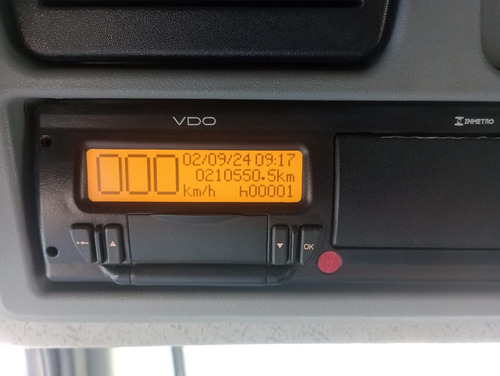 VDO
INMETRO
000
02/09/24 09:17
0210550.5km
km/h h00001
OK